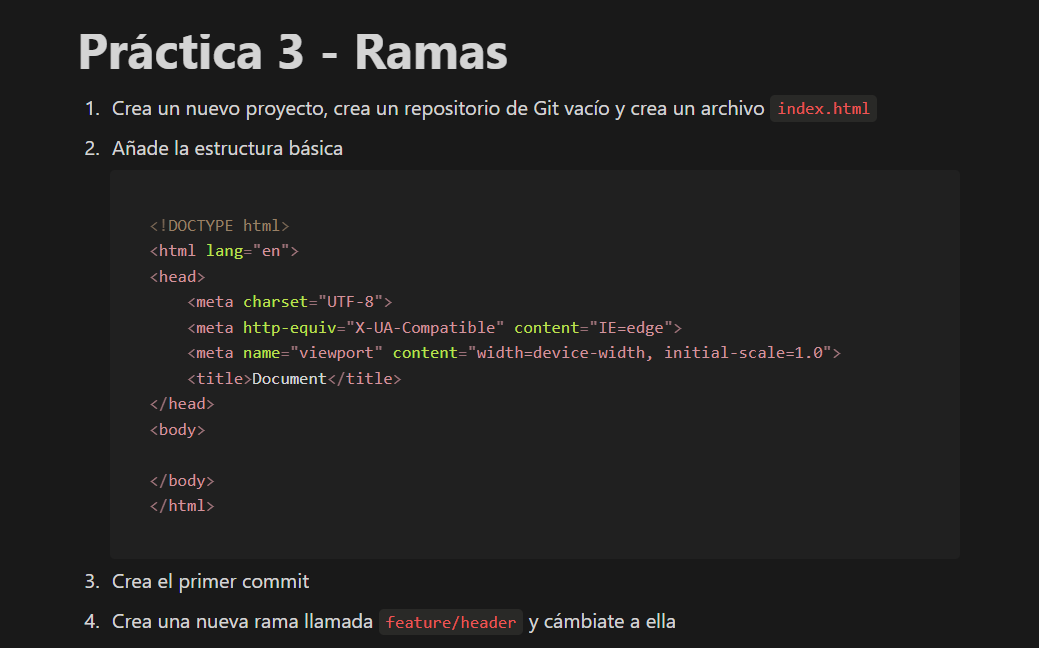 Práctica 3 - Ramas
1. Crea un nuevo proyecto, crea un repositorio de Git vacío y crea un archivo index.html
2. Añade la estructura básica
<!DOCTYPE html>
<html lang="en">
<head>
    <meta charset="UTF-8">
    <meta http-equiv="X-UA-Compatible" content="IE=edge">
    <meta name="viewport" content="width=device-width, initial-scale=1.0">
    <title>Document</title>
</head>
<body>

</body>
</html>
3. Crea el primer commit
4. Crea una nueva rama llamada feature/header y cámbiate a ella